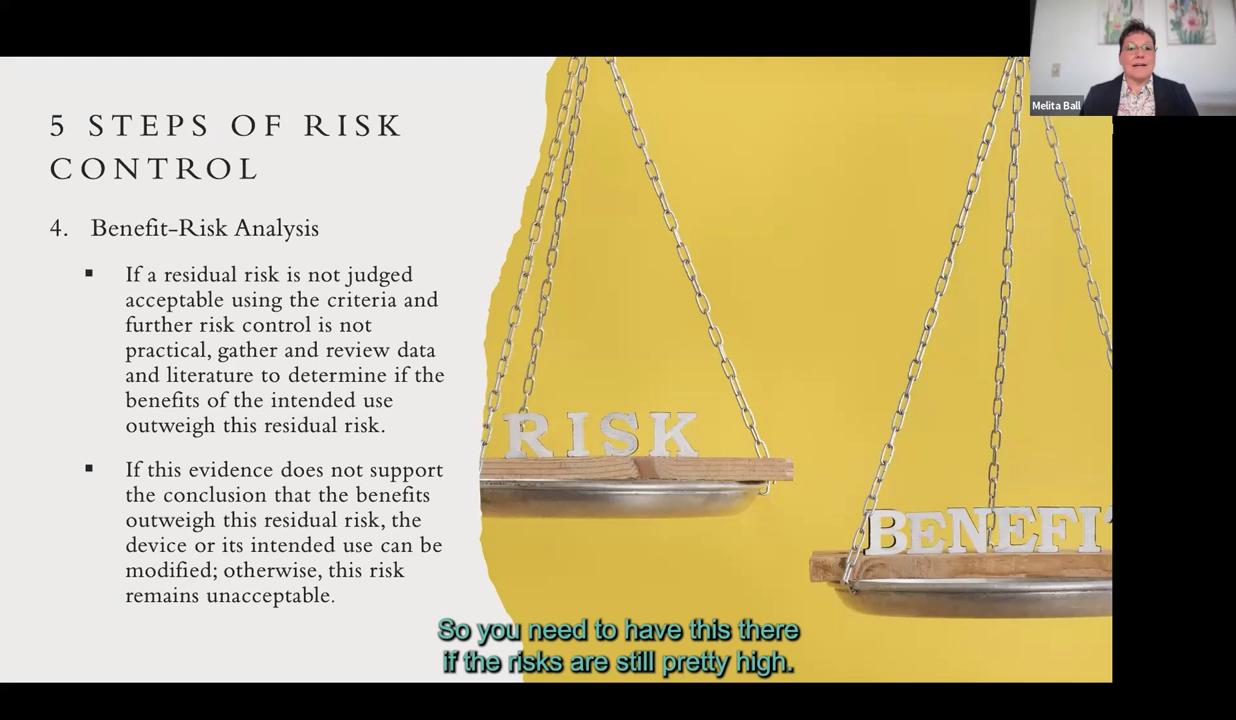 5 STEPS OF RISK
CONTROL
4. Benefit-Risk Analysis
▪ If a residual risk is not judged
acceptable using the criteria and
further risk control is not
practical, gather and review data
and literature to determine if the
benefits of the intended use
outweigh this residual risk.
▪ If this evidence does not support
the conclusion that the benefits
outweigh this residual risk, the
device or its intended use can be
modified; otherwise, this risk
remains unacceptable.
RISK
BENEFI
Melita Ball
So you need to have this there
if the risks are still pretty high.